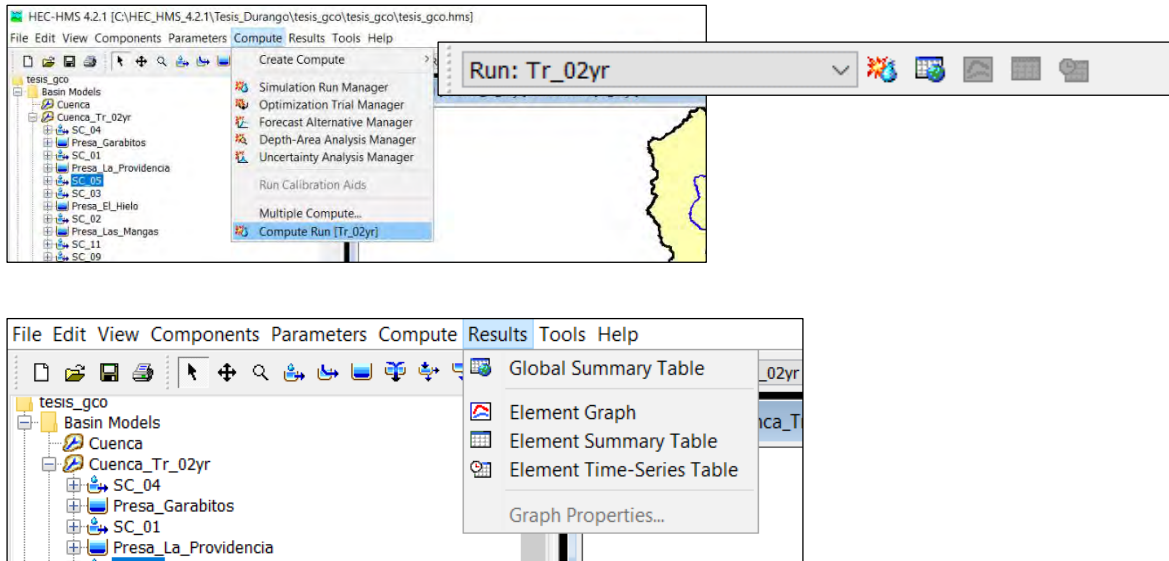 HEC-HMS 4.2.1 [C:\HEC_HMS_4.2.1\Tesis_Durango\tesis_gco\tesis_gco\tesis_gco.hms]
File Edit View Components Parameters Compute Results Tools Help
Create Compute
Simulation Run Manager
Optimization Trial Manager
Forecast Alternative Manager
Depth-Area Analysis Manager
Uncertainty Analysis Manager
Run Calibration Aids
Multiple Compute...
Compute Run [Tr_02yr]
Run: Tr_02yr
tesis_gco
Basin Models
Cuenca
Cuenca_Tr_02yr
SC_04
Presa_Garabitos
SC_01
Presa_La_Providencia
SC_05
SC_03
Presa_El_Hielo
SC_02
Presa_Las_Mangas
SC_11
SC_09
File Edit View Components Parameters Compute Results Tools Help
Global Summary Table
Element Graph
Element Summary Table
Element Time-Series Table
Graph Properties...
_02yr
tesis_gco
Basin Models
Cuenca
Cuenca_Tr_02yr
SC_04
Presa_Garabitos
SC_01
Presa_La_Providencia